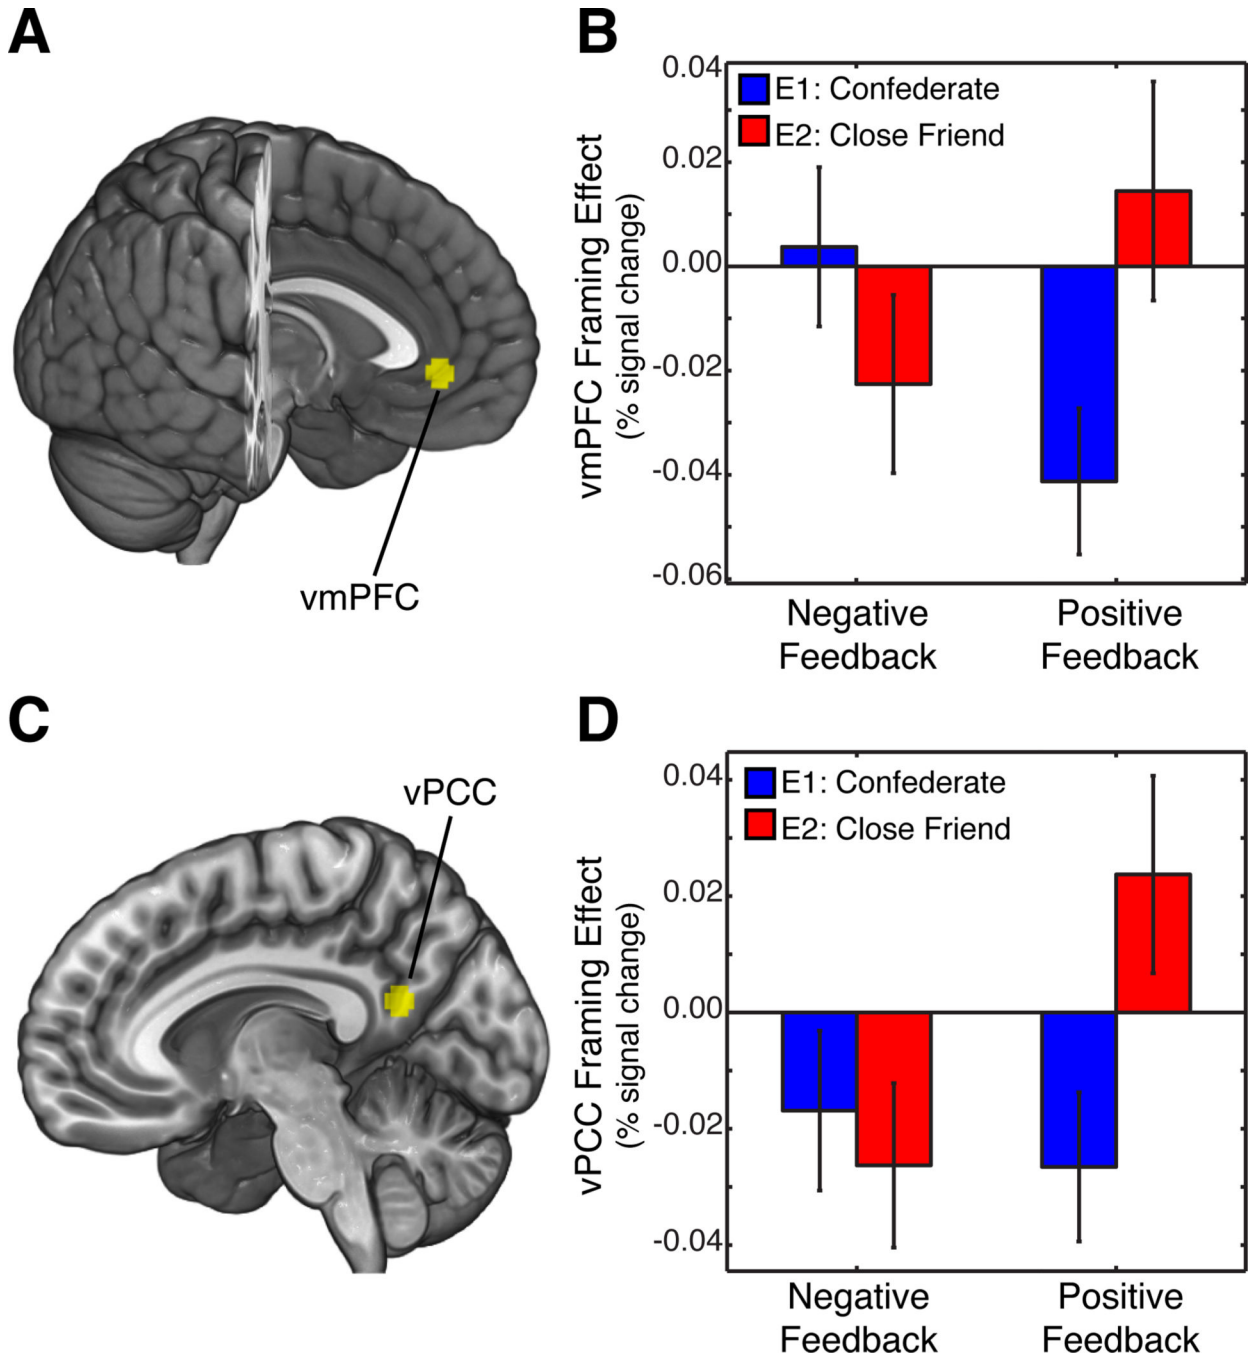 A
vmPFC
B
E1: Confederate
E2: Close Friend
vmPFC Framing Effect
(% signal change)
0.04
0.02
0.00
-0.02
-0.04
-0.06
Negative
Feedback
Positive
Feedback
C
vPCC
D
E1: Confederate
E2: Close Friend
vPCC Framing Effect
(% signal change)
0.04
0.02
0.00
-0.02
-0.04
Negative
Feedback
Positive
Feedback